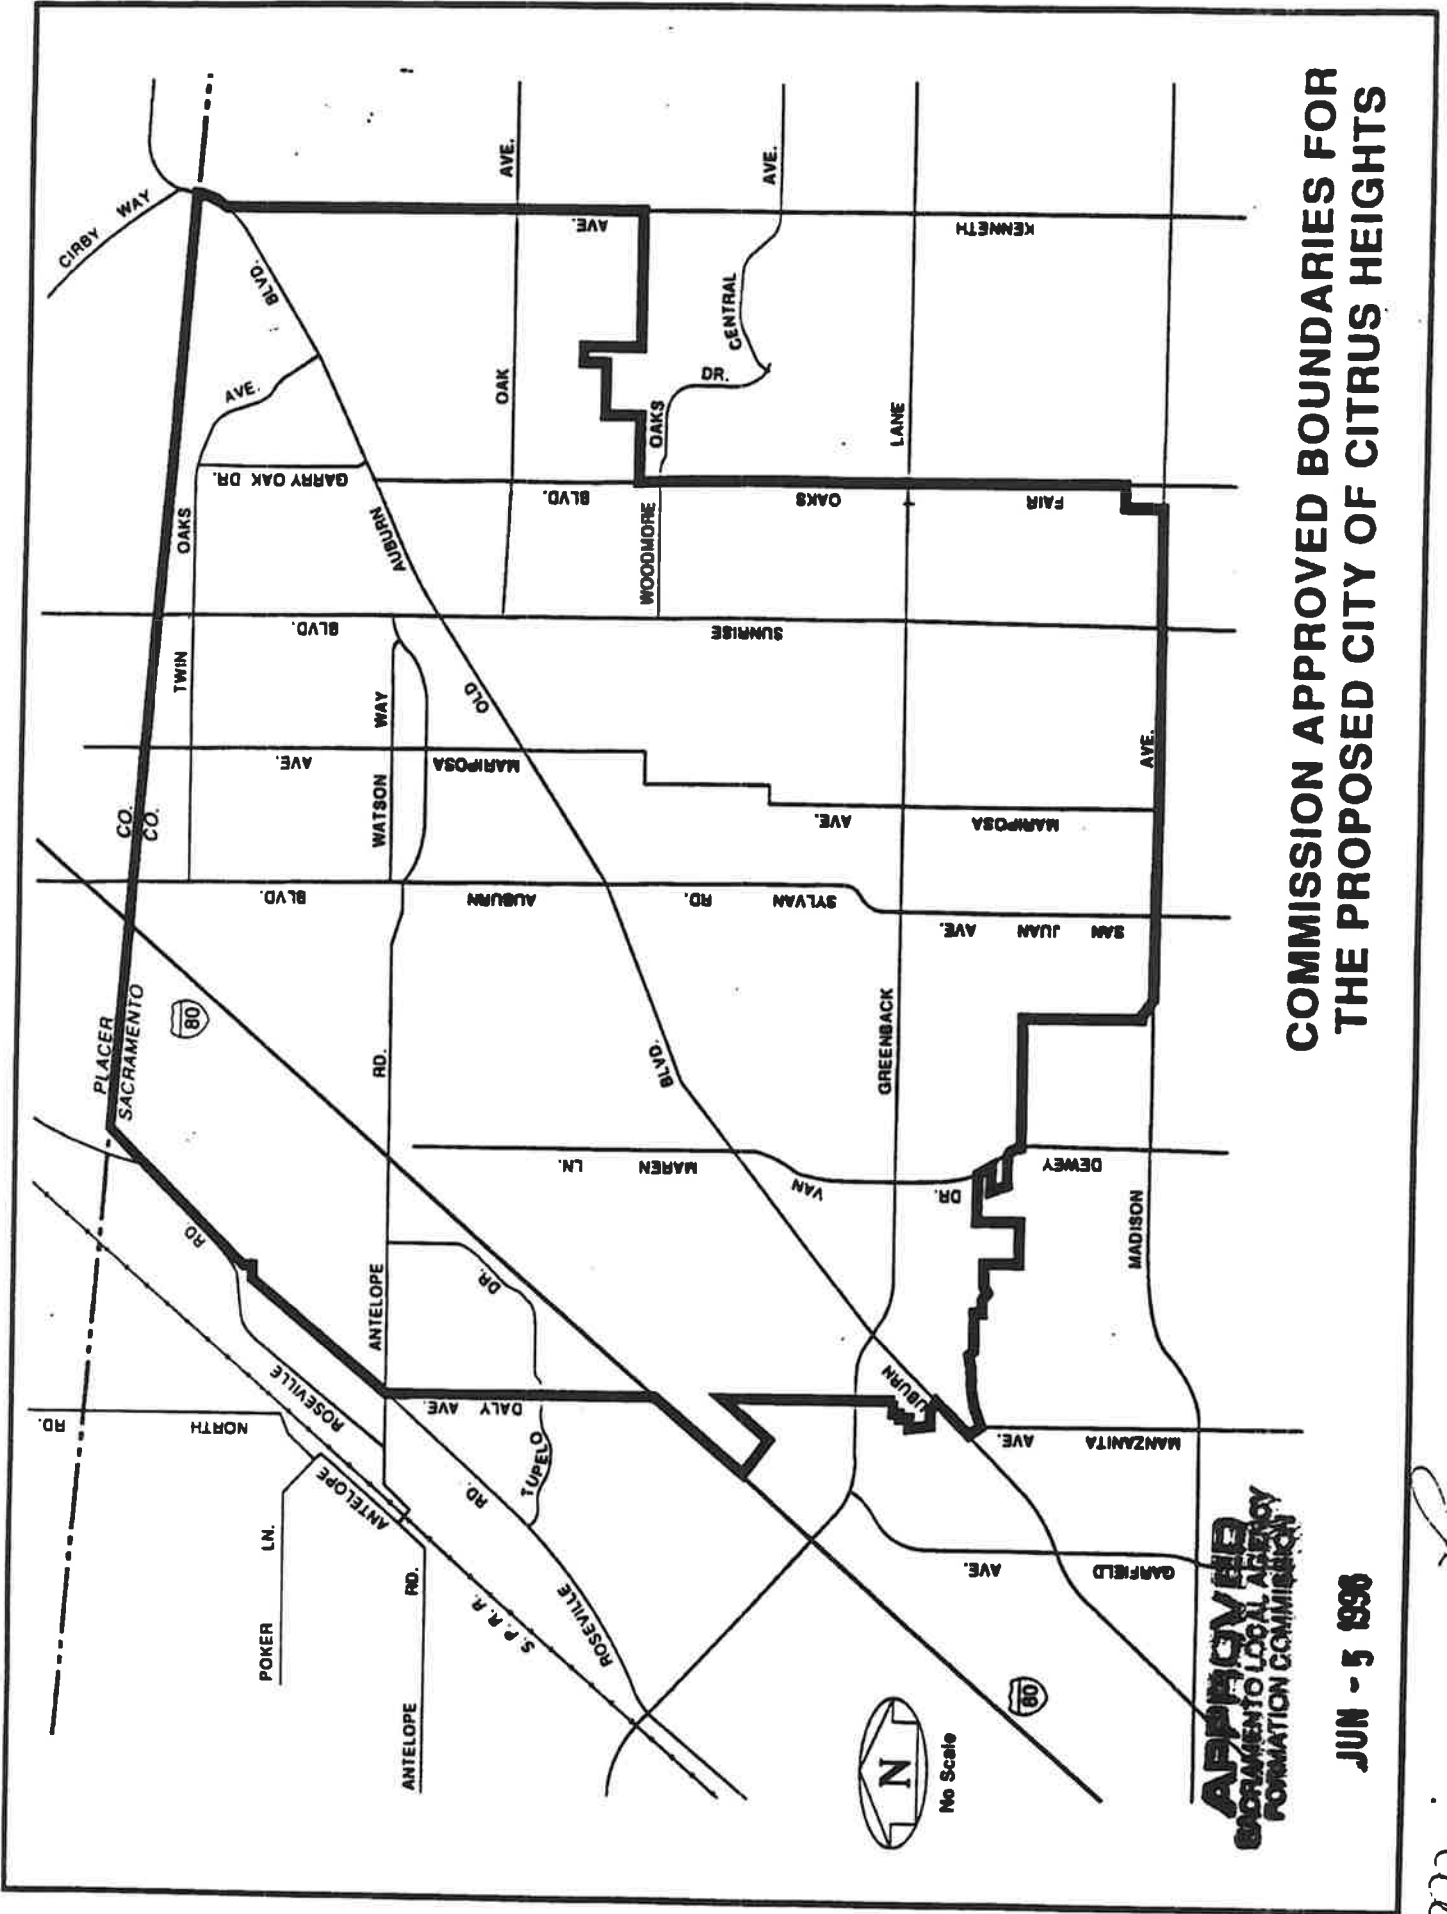 CIRBY WAY
PLACER CO.
SACRAMENTO CO.
80
TWIN OAKS AVE.
GARRY OAK DR.
OLD AUBURN BLVD.
SUNRISE BLVD.
WATSON WAY
MARIPOSA AVE.
AUBURN BLVD.
SYLVAN RD.
SAN JUAN AVE.
MARIPOSA AVE.
OAK AVE.
KENNETH AVE.
CENTRAL AVE.
WOODMORE OAKS DR.
FAIR OAKS BLVD.
GREENBACK LANE
MADISON AVE.
ANTELOPE RD.
VAN MAREN LN.
DEWEY DR.
AUBURN BLVD.
MANZANITA AVE.
GARFIELD AVE.
DALY AVE.
TUPELO DR.
ROSEVILLE RD
ROSEVILLE RD.
S. P. R. R.
ANTELOPE NORTH RD.
POKER LN.
ANTELOPE RD.
80
N
No Scale
COMMISSION APPROVED BOUNDARIES FOR
THE PROPOSED CITY OF CITRUS HEIGHTS
APPROVED
SACRAMENTO LOCAL AGENCY
FORMATION COMMISSION
JUN - 5 1996